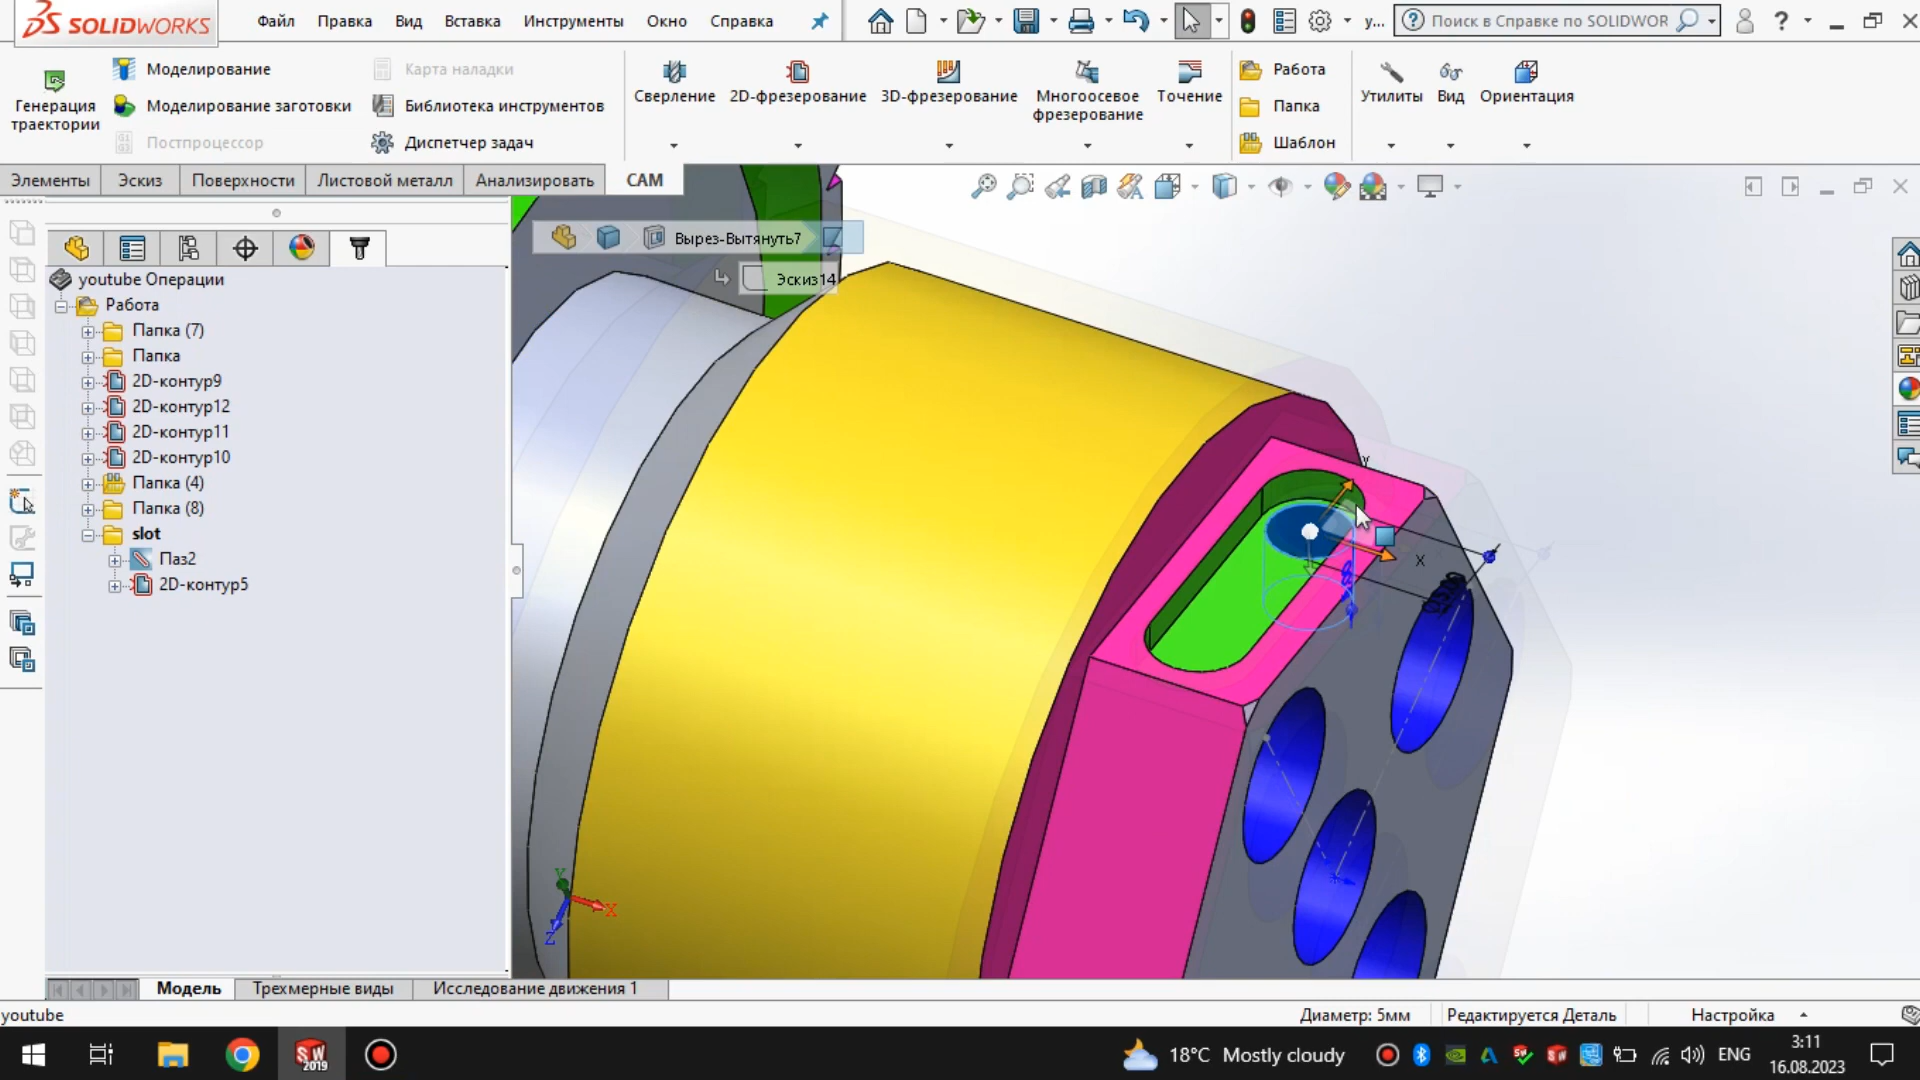 SOLIDWORKS
Файл
Правка
Вид
Вставка
Инструменты
Окно
Справка
у...
Поиск в Справке по SOLIDWOR
Генерация
траектории
Моделирование
Моделирование заготовки
Постпроцессор
Карта наладки
Библиотека инструментов
Диспетчер задач
Сверление
2D-фрезерование
3D-фрезерование
Многоосевое
фрезерование
Точение
Работа
Папка
Шаблон
Утилиты
Вид
Ориентация
Элементы
Эскиз
Поверхности
Листовой металл
Анализировать
CAM
Вырез-Вытянуть7
Эскиз14
youtube Операции
Работа
Папка (7)
Папка
2D-контур9
2D-контур12
2D-контур11
2D-контур10
Папка (4)
Папка (8)
slot
Паз2
2D-контур5
Y
X
Y
X
Z
Модель
Трехмерные виды
Исследование движения 1
youtube
Диаметр: 5мм
Редактируется Деталь
Настройка
SW
2019
18°C Mostly cloudy
ENG
3:11
16.08.2023